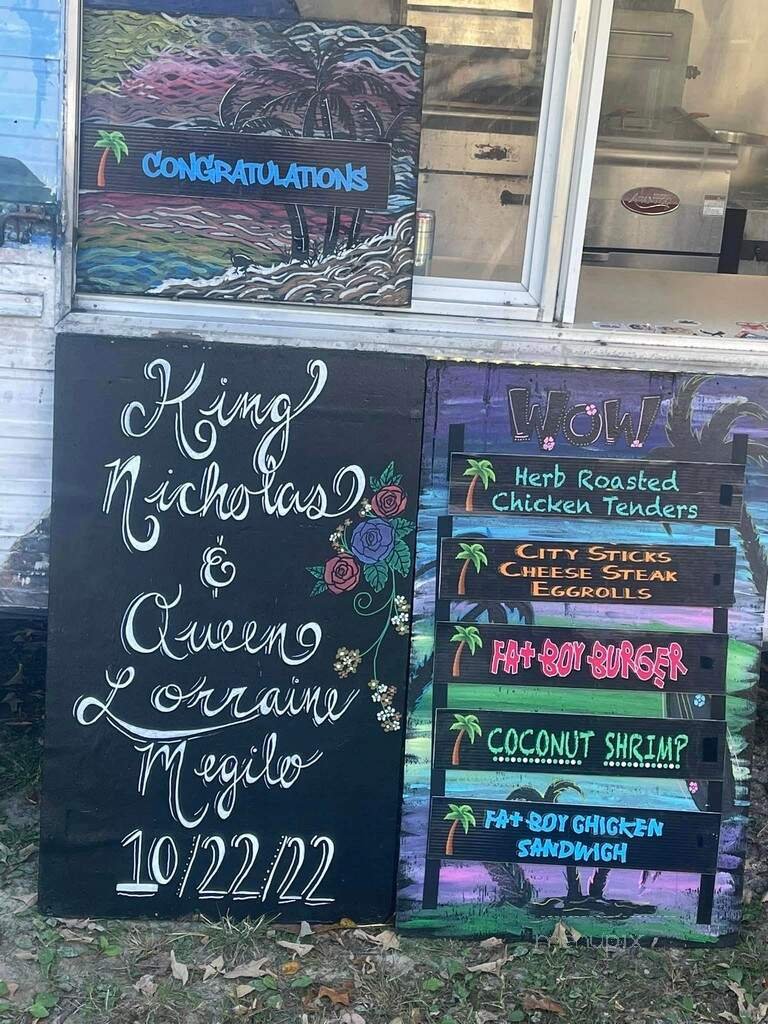 CONGRATULATIONS
King
Nicholas
&
Queen
Lorraine
Megilo
10/22/22
WOW
Herb Roasted
Chicken Tenders
City Sticks
Cheese Steak
Eggrolls
FAT BOY BURGER
COCONUT SHRIMP
FAT BOY CHICKEN
SANDWICH
menupix